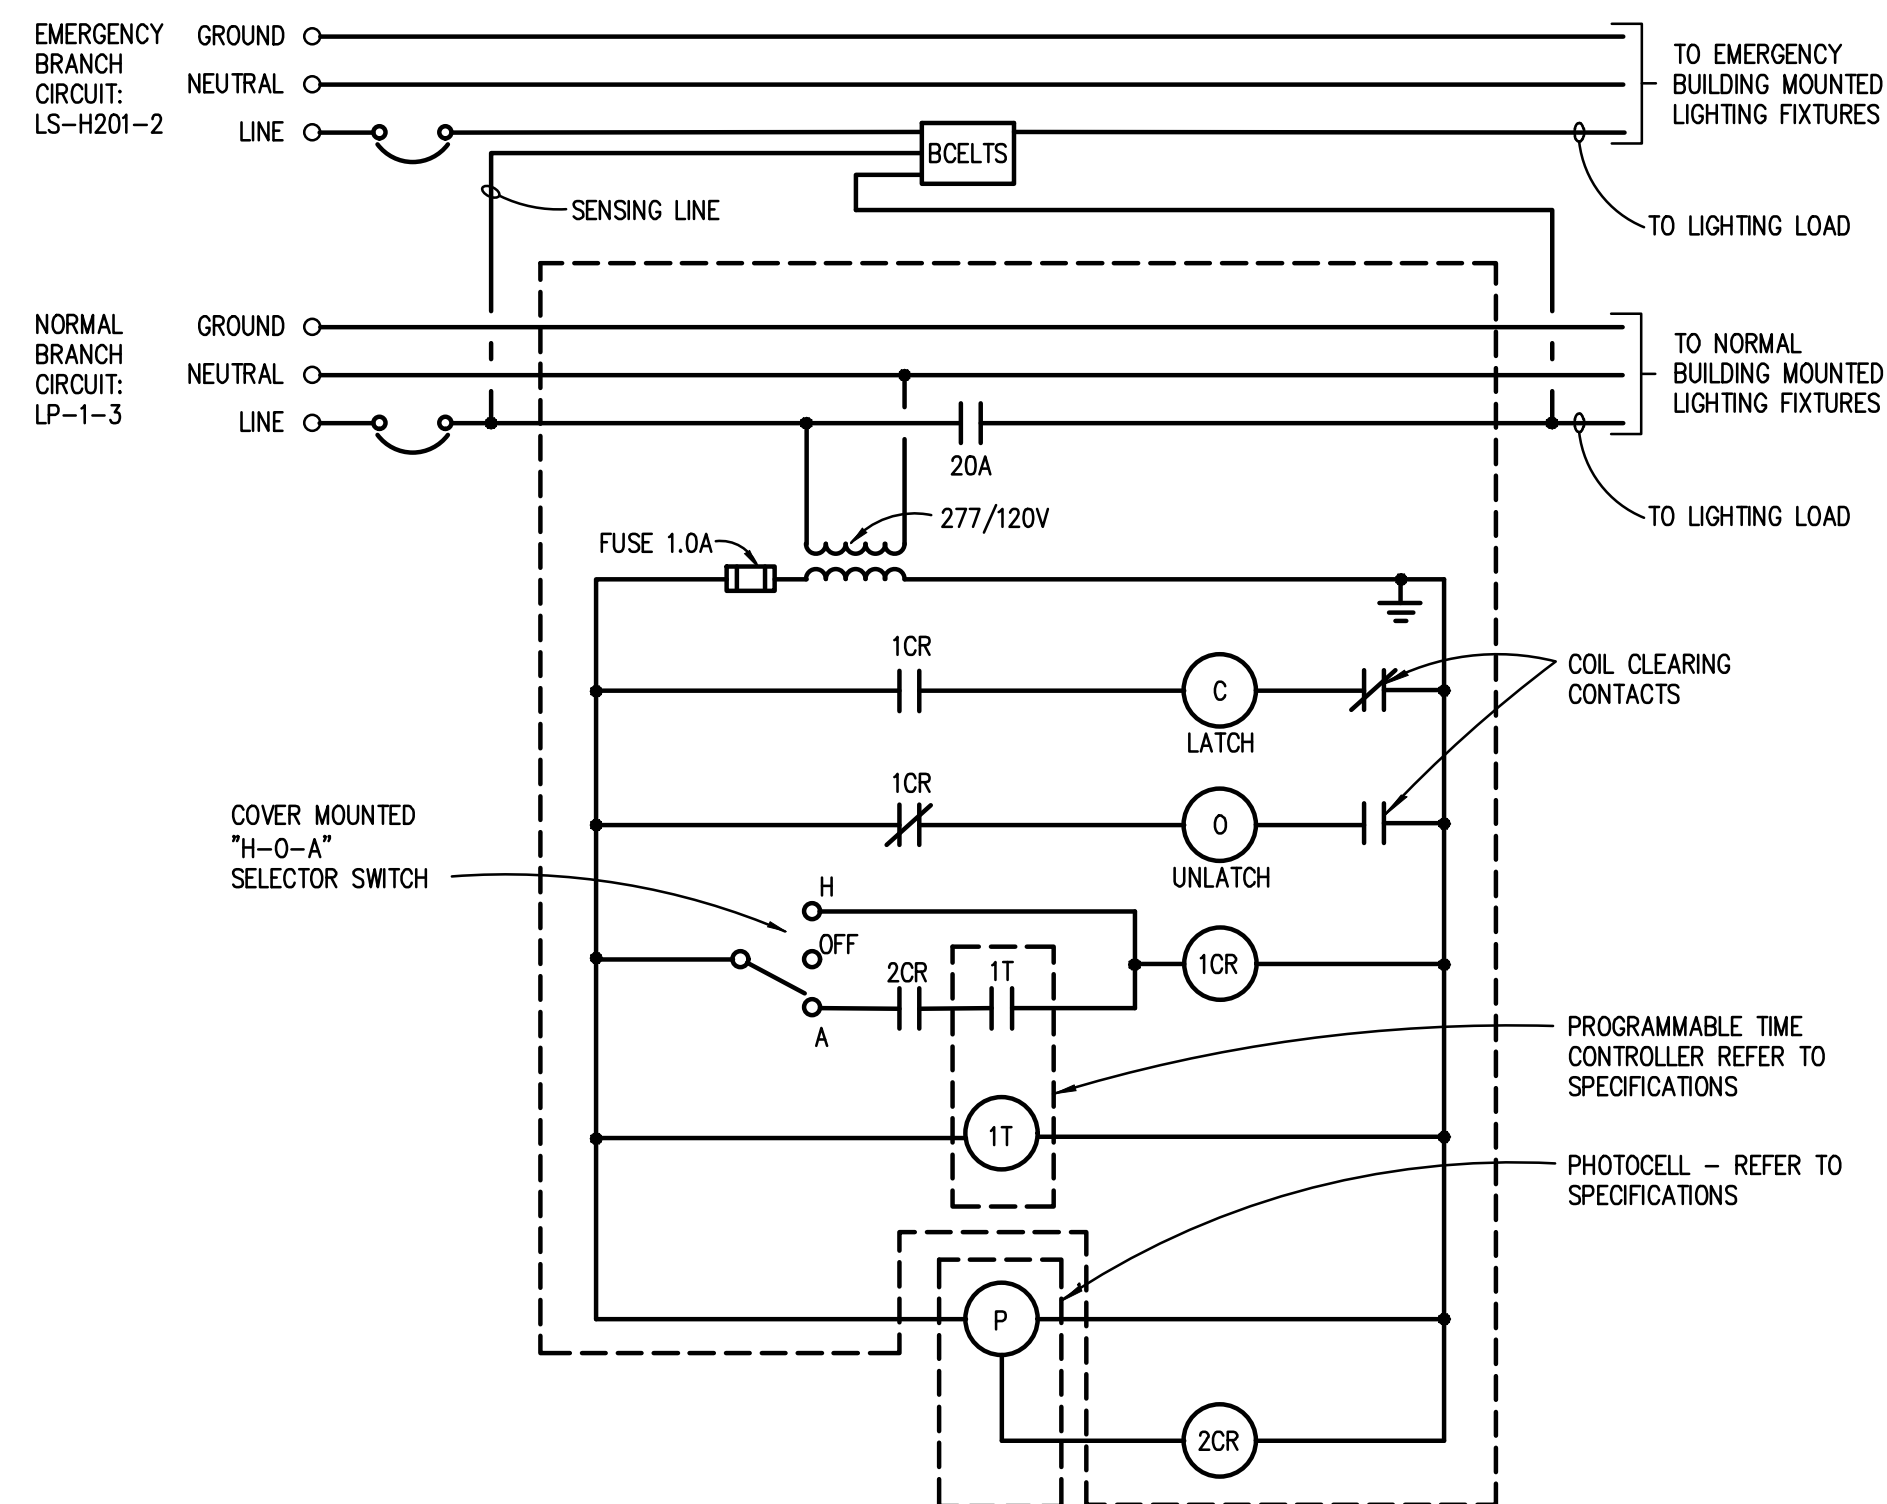 EMERGENCY
BRANCH
CIRCUIT:
LS-H201-2
GROUND
NEUTRAL
LINE
BCELTS
TO EMERGENCY
BUILDING MOUNTED
LIGHTING FIXTURES
SENSING LINE
TO LIGHTING LOAD
NORMAL
BRANCH
CIRCUIT:
LP-1-3
GROUND
NEUTRAL
LINE
TO NORMAL
BUILDING MOUNTED
LIGHTING FIXTURES
20A
277/120V
TO LIGHTING LOAD
FUSE 1.0A
1CR
C
LATCH
COIL CLEARING
CONTACTS
1CR
O
UNLATCH
COVER MOUNTED
"H-O-A"
SELECTOR SWITCH
H
OFF
A
2CR
1T
1CR
PROGRAMMABLE TIME
CONTROLLER REFER TO
SPECIFICATIONS
1T
PHOTOCELL - REFER TO
SPECIFICATIONS
P
2CR